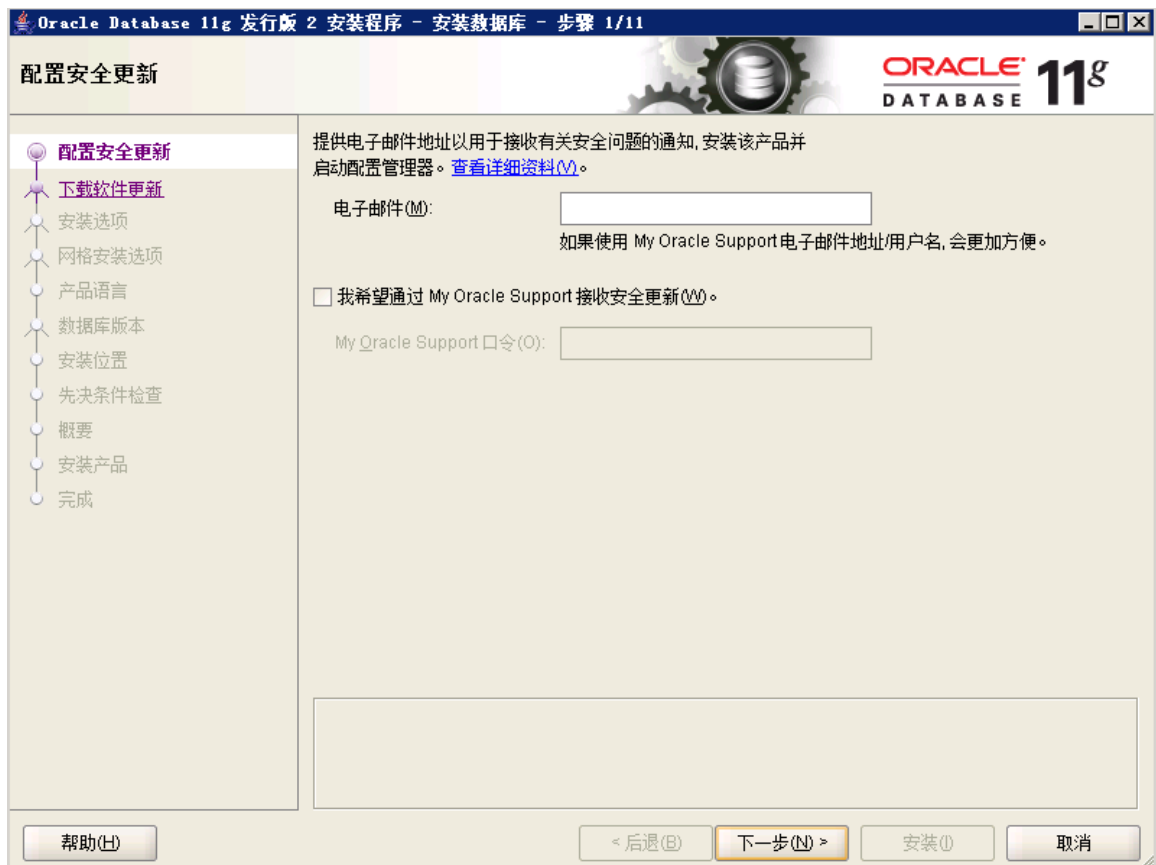 Oracle Database 11g 发行版 2 安装程序 - 安装数据库 - 步骤 1/11
配置安全更新
ORACLE
DATABASE
11g
配置安全更新
下载软件更新
安装选项
网格安装选项
产品语言
数据库版本
安装位置
先决条件检查
概要
安装产品
完成
提供电子邮件地址以用于接收有关安全问题的通知, 安装该产品并
启动配置管理器。查看详细资料(V)。
电子邮件(M):
如果使用 My Oracle Support 电子邮件地址/用户名, 会更加方便。
我希望通过 My Oracle Support 接收安全更新(W)。
My Oracle Support 口令(O):
帮助(H)
< 后退(B)
下一步(N) >
安装(I)
取消